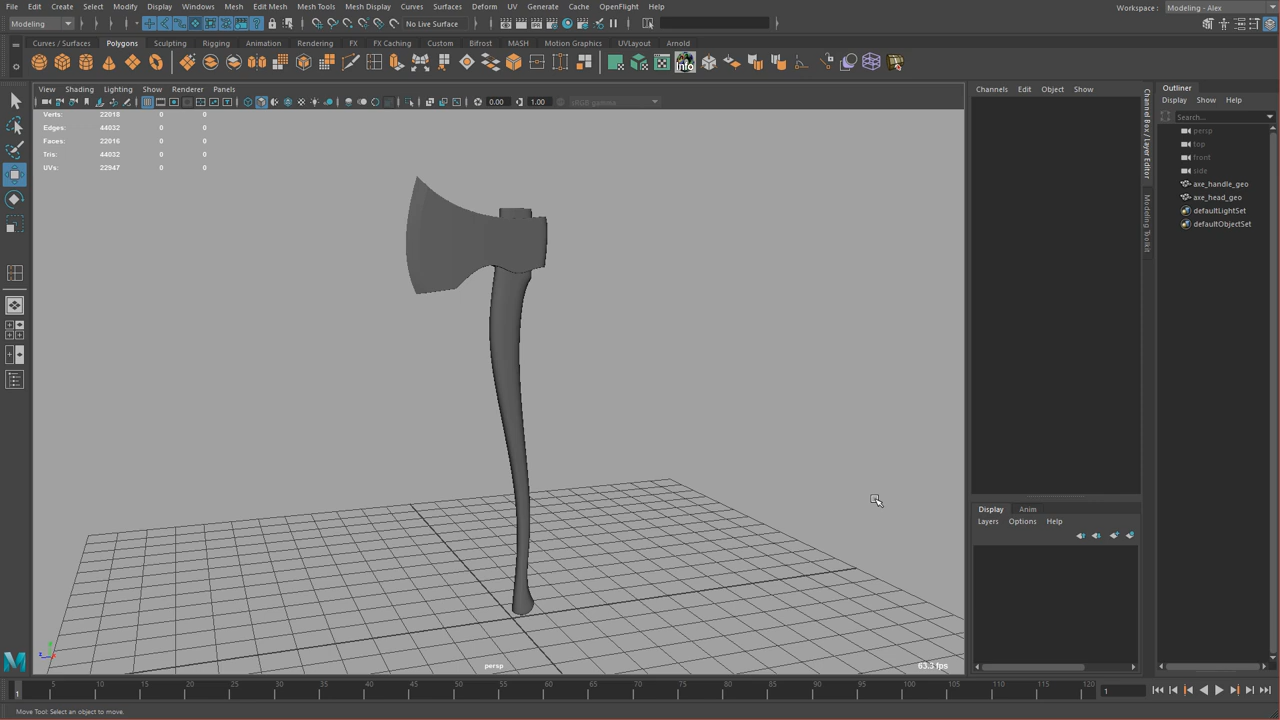 File Edit Create Select Modify Display Windows Mesh Edit Mesh Mesh Tools Mesh Display Curves Surfaces Deform UV Generate Cache OpenFlight Help
Workspace : Modeling - Alex
Modeling
No Live Surface
Curves / Surfaces Polygons Sculpting Rigging Animation Rendering FX FX Caching Custom Bifrost MASH Motion Graphics UVLayout Arnold
info
View Shading Lighting Show Renderer Panels
0.00 1.00 sRGB gamma
Verts: 22018 0 0
Edges: 44032 0 0
Faces: 22016 0 0
Tris: 44032 0 0
UVs: 22947 0 0
persp
63.3 fps
Channels Edit Object Show
Channel Box / Layer Editor
Modeling Toolkit
Display Anim
Layers Options Help
Outliner
Display Show Help
Search...
persp
top
front
side
axe_handle_geo
axe_head_geo
defaultLightSet
defaultObjectSet
1 5 10 15 20 25 30 35 40 45 50 55 60 65 70 75 80 85 90 95 100 105 110 115 120
1
Move Tool: Select an object to move.